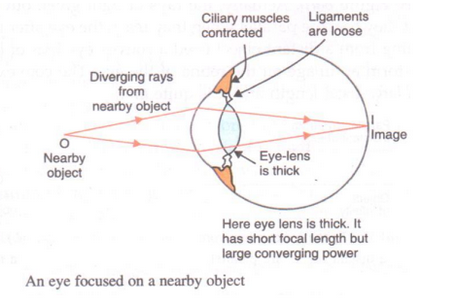 Ciliary muscles
contracted
Ligaments
are loose
Diverging rays
from
nearby object
O
Nearby
object
I
Image
Eye-lens
is thick
Here eye lens is thick. It
has short focal length but
large converging power
An eye focused on a nearby object